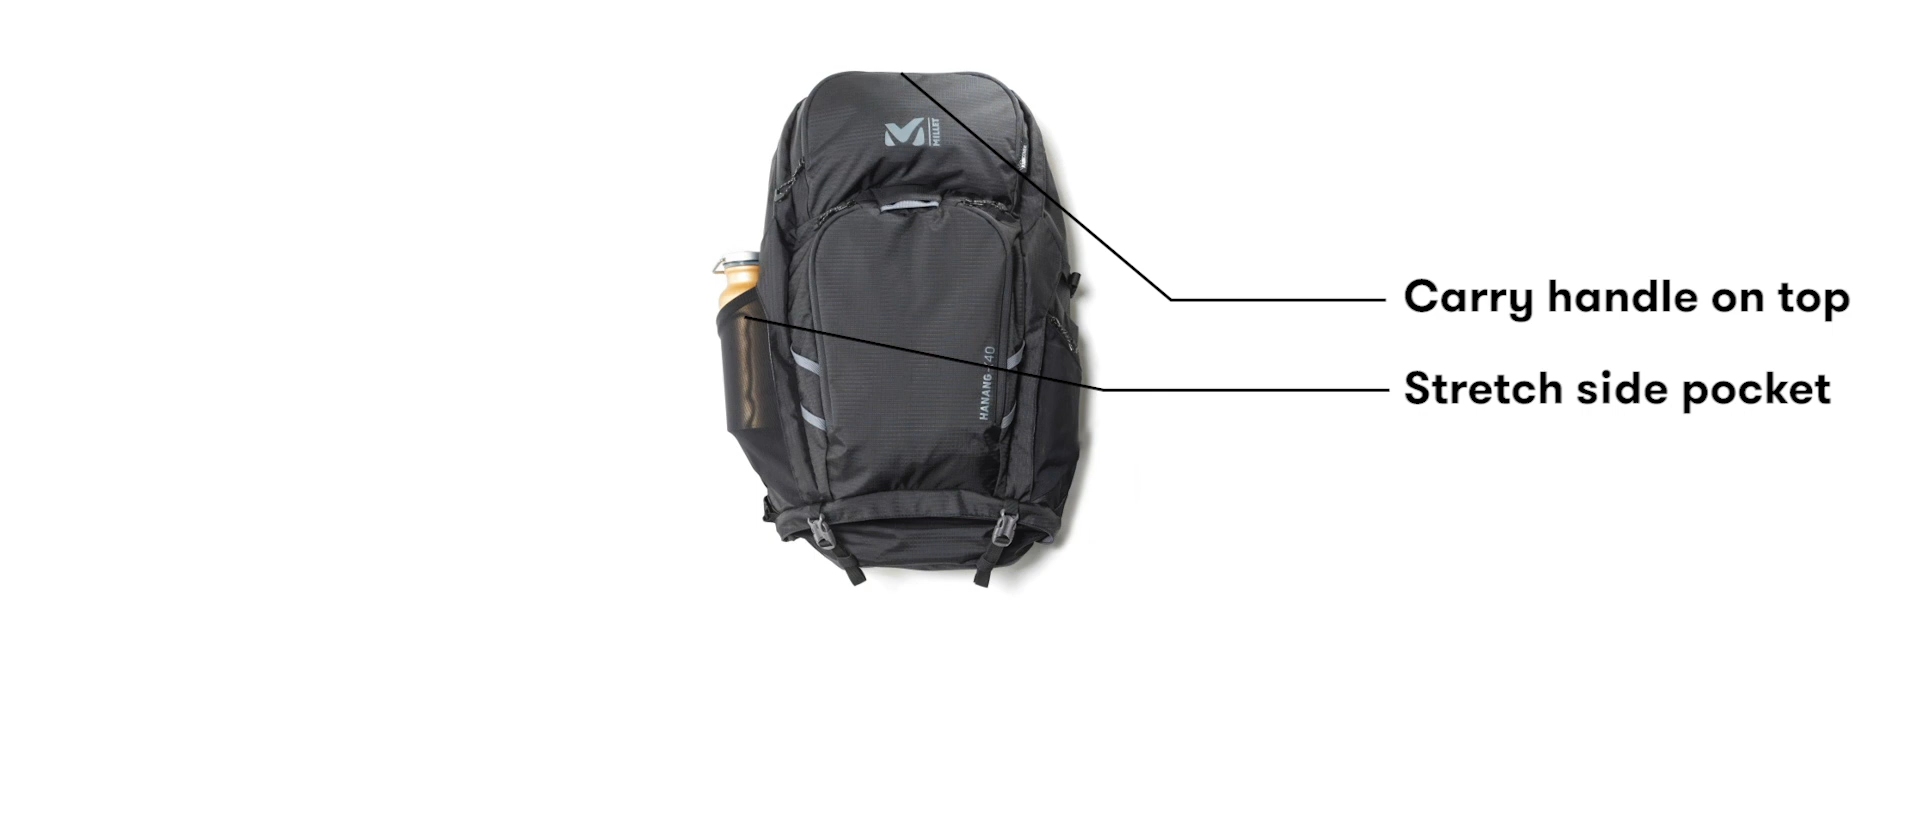 MILLET
HANANG 40
Carry handle on top
Stretch side pocket